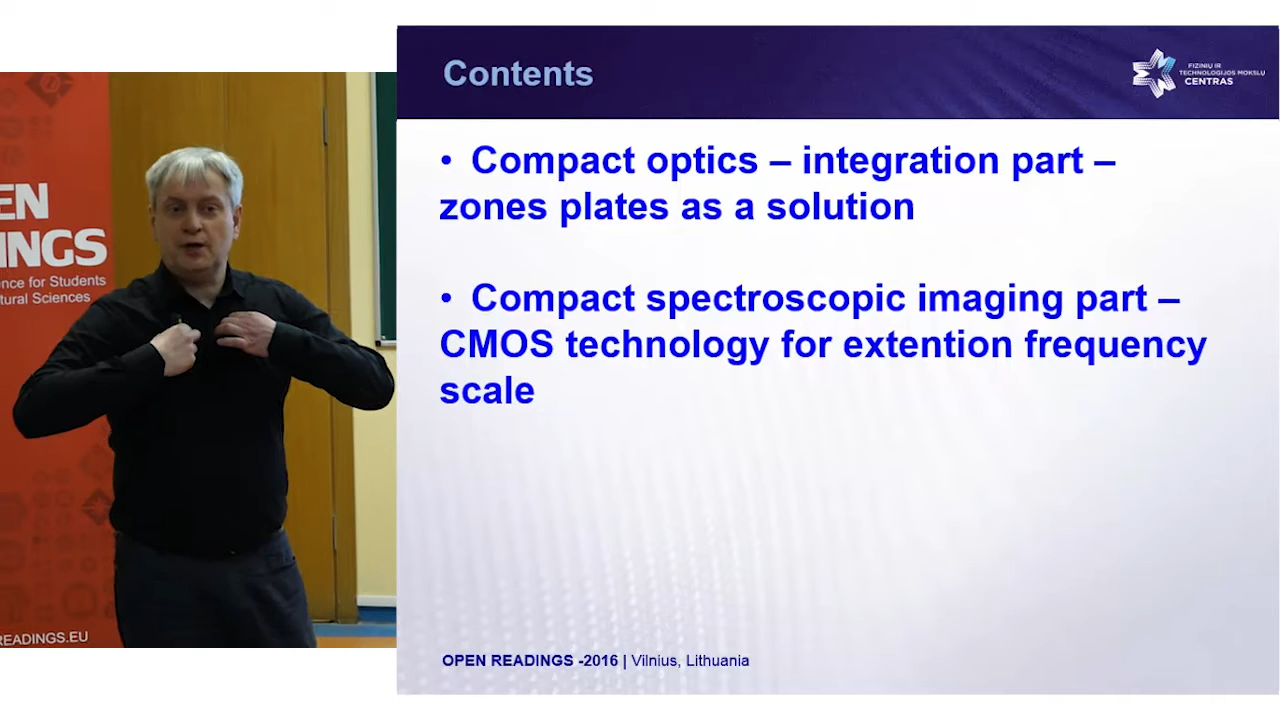 Contents
FIZINIŲ IR
TECHNOLOGIJOS MOKSLŲ
CENTRAS
• Compact optics – integration part –
zones plates as a solution
• Compact spectroscopic imaging part –
CMOS technology for extention frequency
scale
OPEN READINGS -2016 | Vilnius, Lithuania
EN
INGS
ence for Students
tural Sciences
READINGS.EU